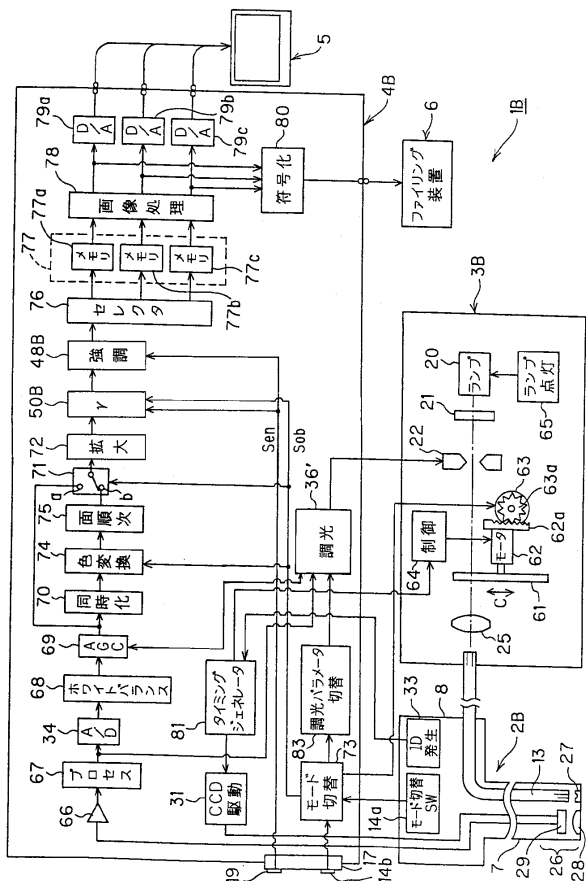 66
67
プロセス
34
A/D
68
ホワイトバランス
69
AGC
70
同時化
74
色変換
75
面順次
71
a
b
72
拡大
50B
γ
48B
強調
76
セレクタ
77
77a
メモリ
メモリ
77b
メモリ
77c
78
画像処理
79a
D/A
D/A
79b
D/A
79c
80
符号化
5
4B
6
ファイリング装置
1B
Sen
Scb
81
タイミングジェネレータ
31
CCD駆動
83
調光パラメータ切替
73
モード切替
36'
調光
19
17
14b
14a
モード切替SW
33
ID発生
8
2B
13
7
29
26
27
28
3B
20
ランプ
21
22
65
ランプ点灯
63
63a
62a
62
モータ
64
制御
61
C
25